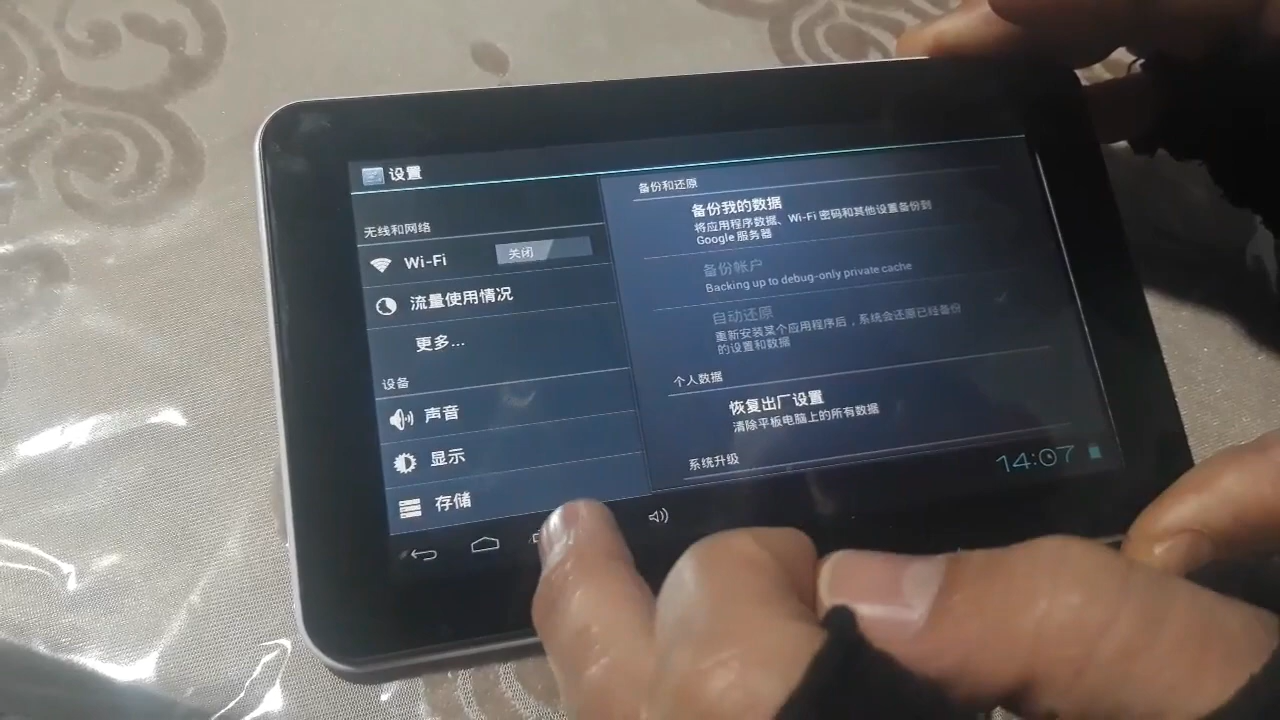 设置
无线和网络
Wi-Fi
关闭
流量使用情况
更多...
设备
声音
显示
存储
备份和还原
备份我的数据
将应用程序数据、Wi-Fi 密码和其他设置备份到
Google 服务器
备份帐户
Backing up to debug-only private cache
自动还原
重新安装某个应用程序后，系统会还原已经备份
的设置和数据
个人数据
恢复出厂设置
清除平板电脑上的所有数据
系统升级
14:07